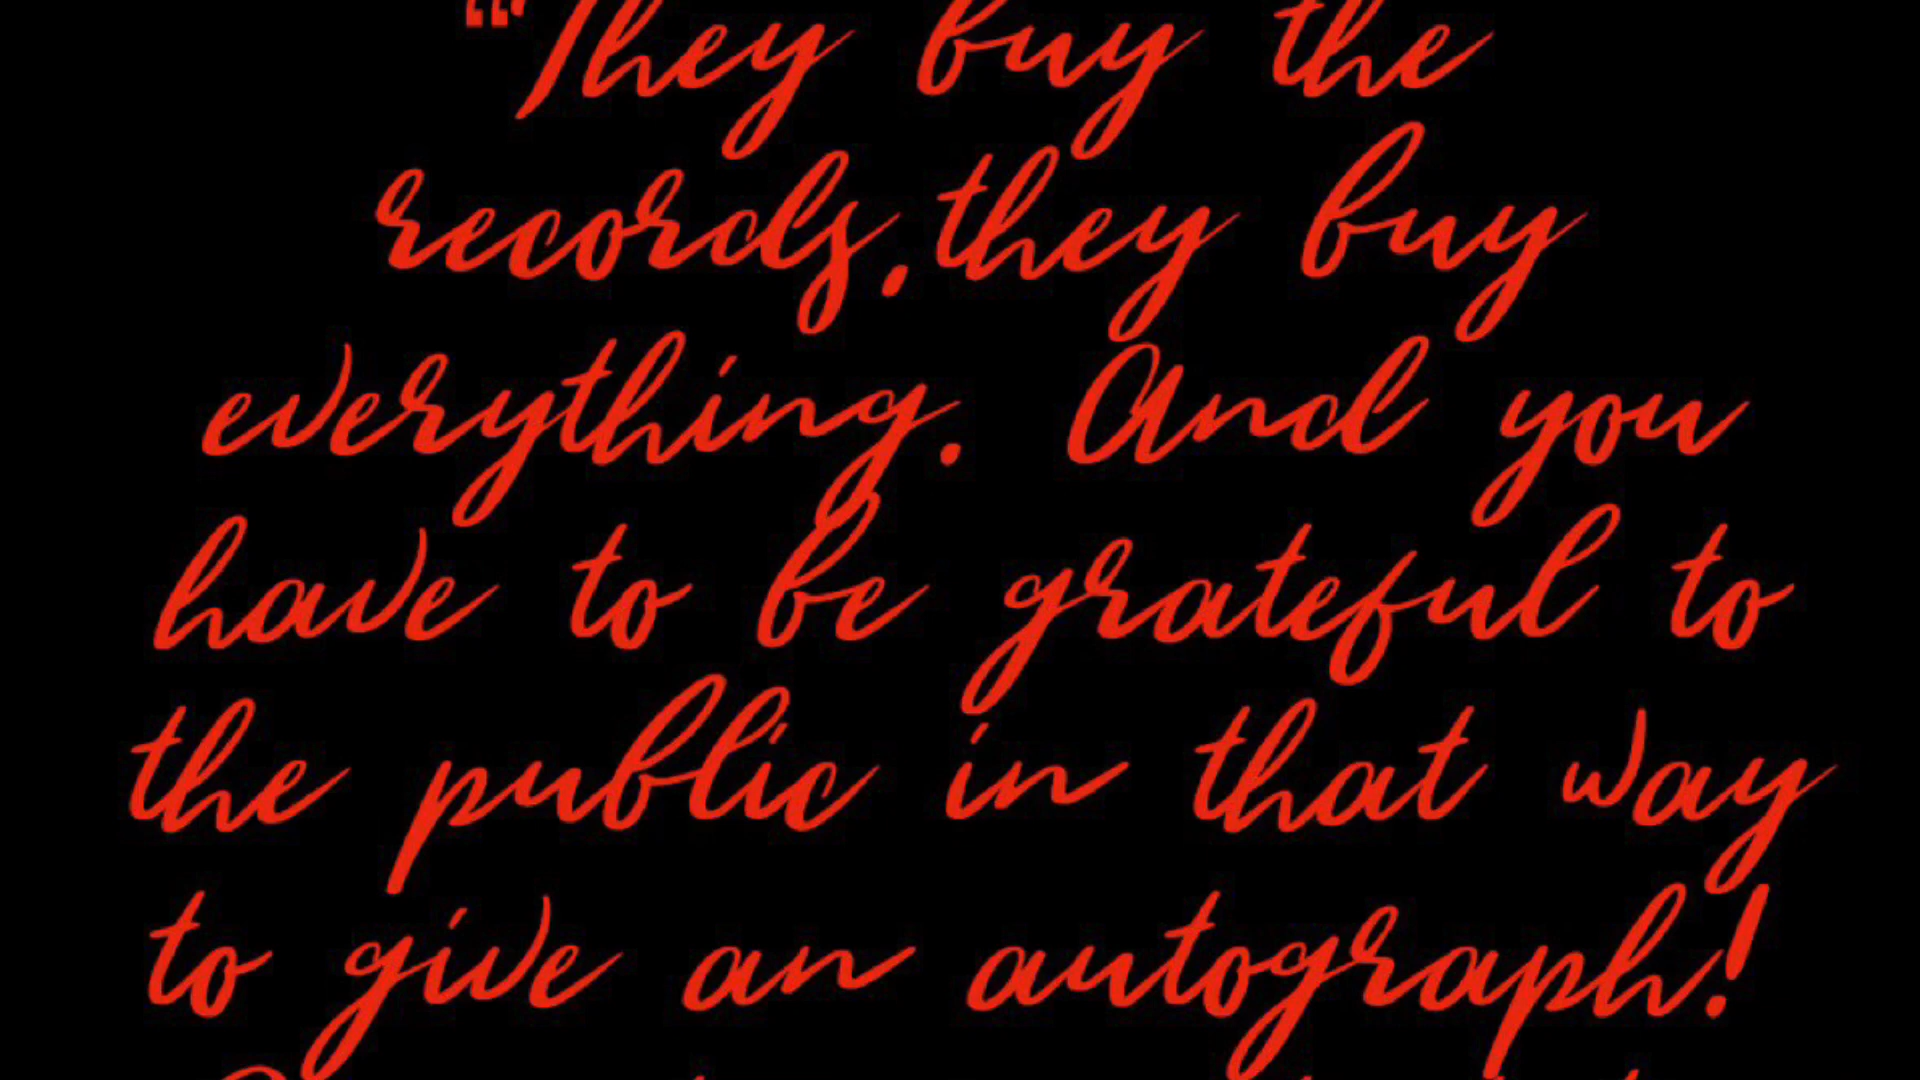 “They buy the
records,they buy
everything. And you
have to be grateful to
the public in that way
to give an autograph!